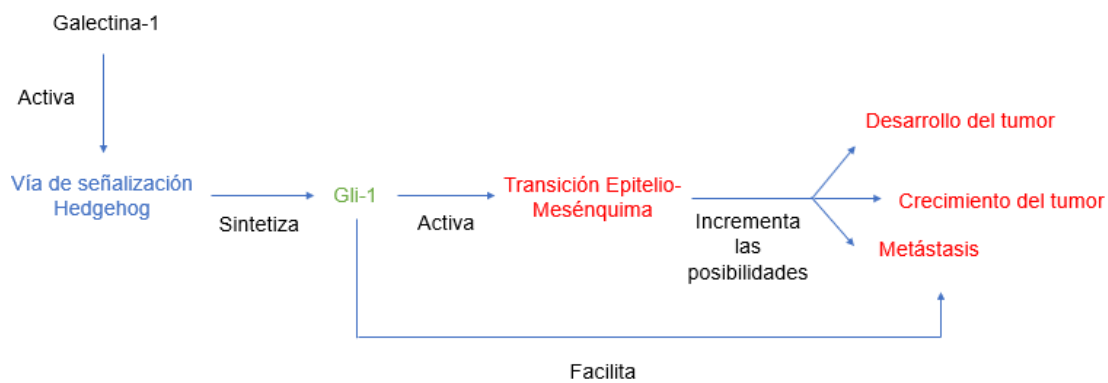 Galectina-1
Activa
Desarrollo del tumor
Vía de señalización
Hedgehog
Sintetiza
Gli-1
Activa
Transición Epitelio-
Mesénquima
Incrementa
las
posibilidades
Crecimiento del tumor
Metástasis
Facilita